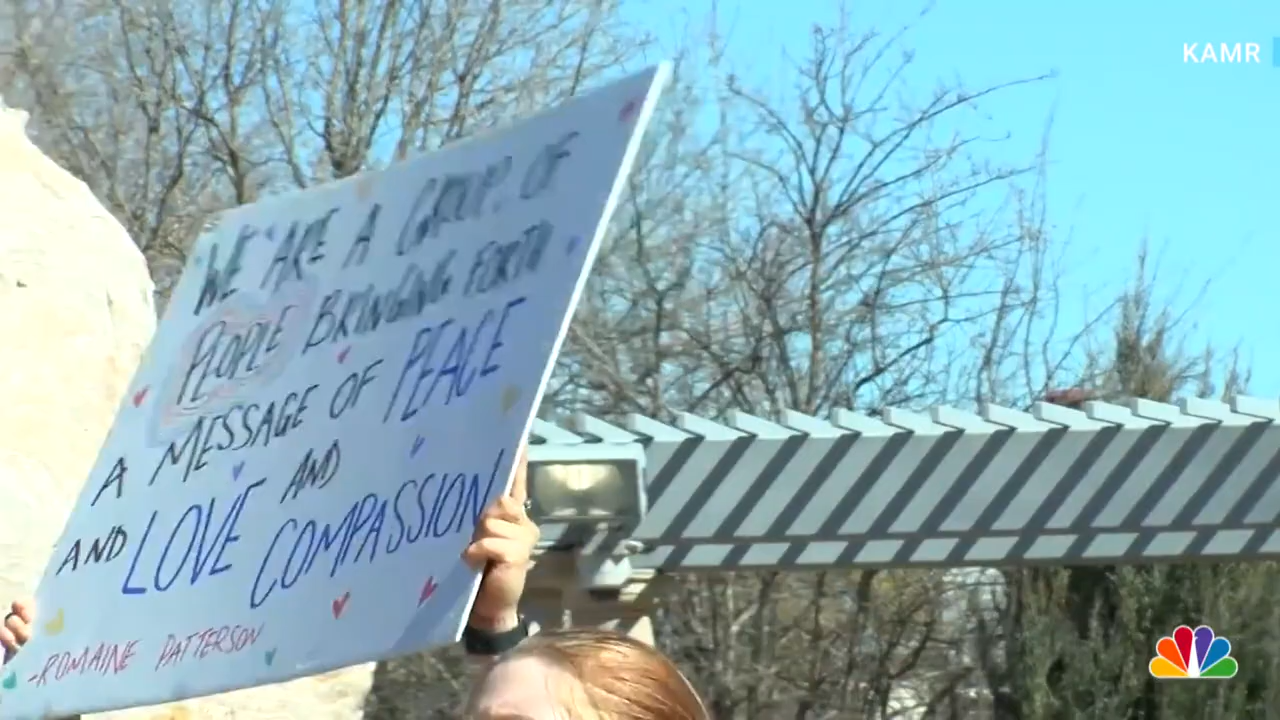 KAMR
WE ARE A GROUP OF
PEOPLE BRINGING FORTH
A MESSAGE OF PEACE
AND LOVE AND
COMPASSION
-ROMAINE PATTERSON